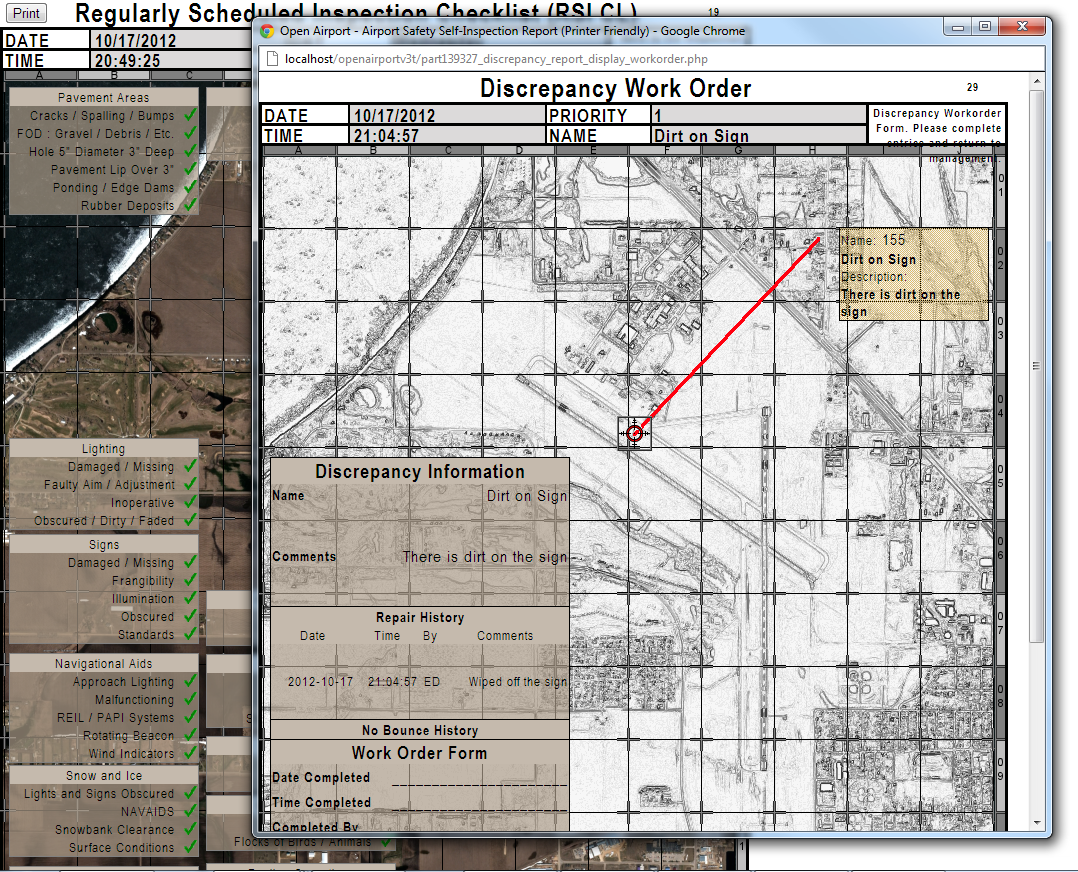 Print
Regularly Scheduled Inspection Checklist (RSI CL)
19
DATE 10/17/2012
TIME 20:49:25
A B C
Pavement Areas
Cracks / Spalling / Bumps
FOD : Gravel / Debris / Etc.
Hole 5" Diameter 3" Deep
Pavement Lip Over 3"
Ponding / Edge Dams
Rubber Deposits
Lighting
Damaged / Missing
Faulty Aim / Adjustment
Inoperative
Obscured / Dirty / Faded
Signs
Damaged / Missing
Frangibility
Illumination
Obscured
Standards
Navigational Aids
Approach Lighting
Malfunctioning
REIL / PAPI Systems
Rotating Beacon
Wind Indicators
Snow and Ice
Lights and Signs Obscured
NAVAIDS
Snowbank Clearance
Surface Conditions
Flocks of Birds / Animals
Open Airport - Airport Safety Self-Inspection Report (Printer Friendly) - Google Chrome
localhost/openairportv3t/part139327_discrepancy_report_display_workorder.php
Discrepancy Work Order
29
DATE 10/17/2012 PRIORITY 1
TIME 21:04:57 NAME Dirt on Sign
Discrepancy Workorder
Form. Please complete
entries and return to
management.
A B C D E F G H J
01
02
03
04
05
06
07
08
09
Name: 155
Dirt on Sign
Description:
There is dirt on the
sign
Discrepancy Information
Name Dirt on Sign
Comments There is dirt on the sign
Repair History
Date Time By Comments
2012-10-17 21:04:57 ED Wiped off the sign
No Bounce History
Work Order Form
Date Completed
Time Completed
Completed By